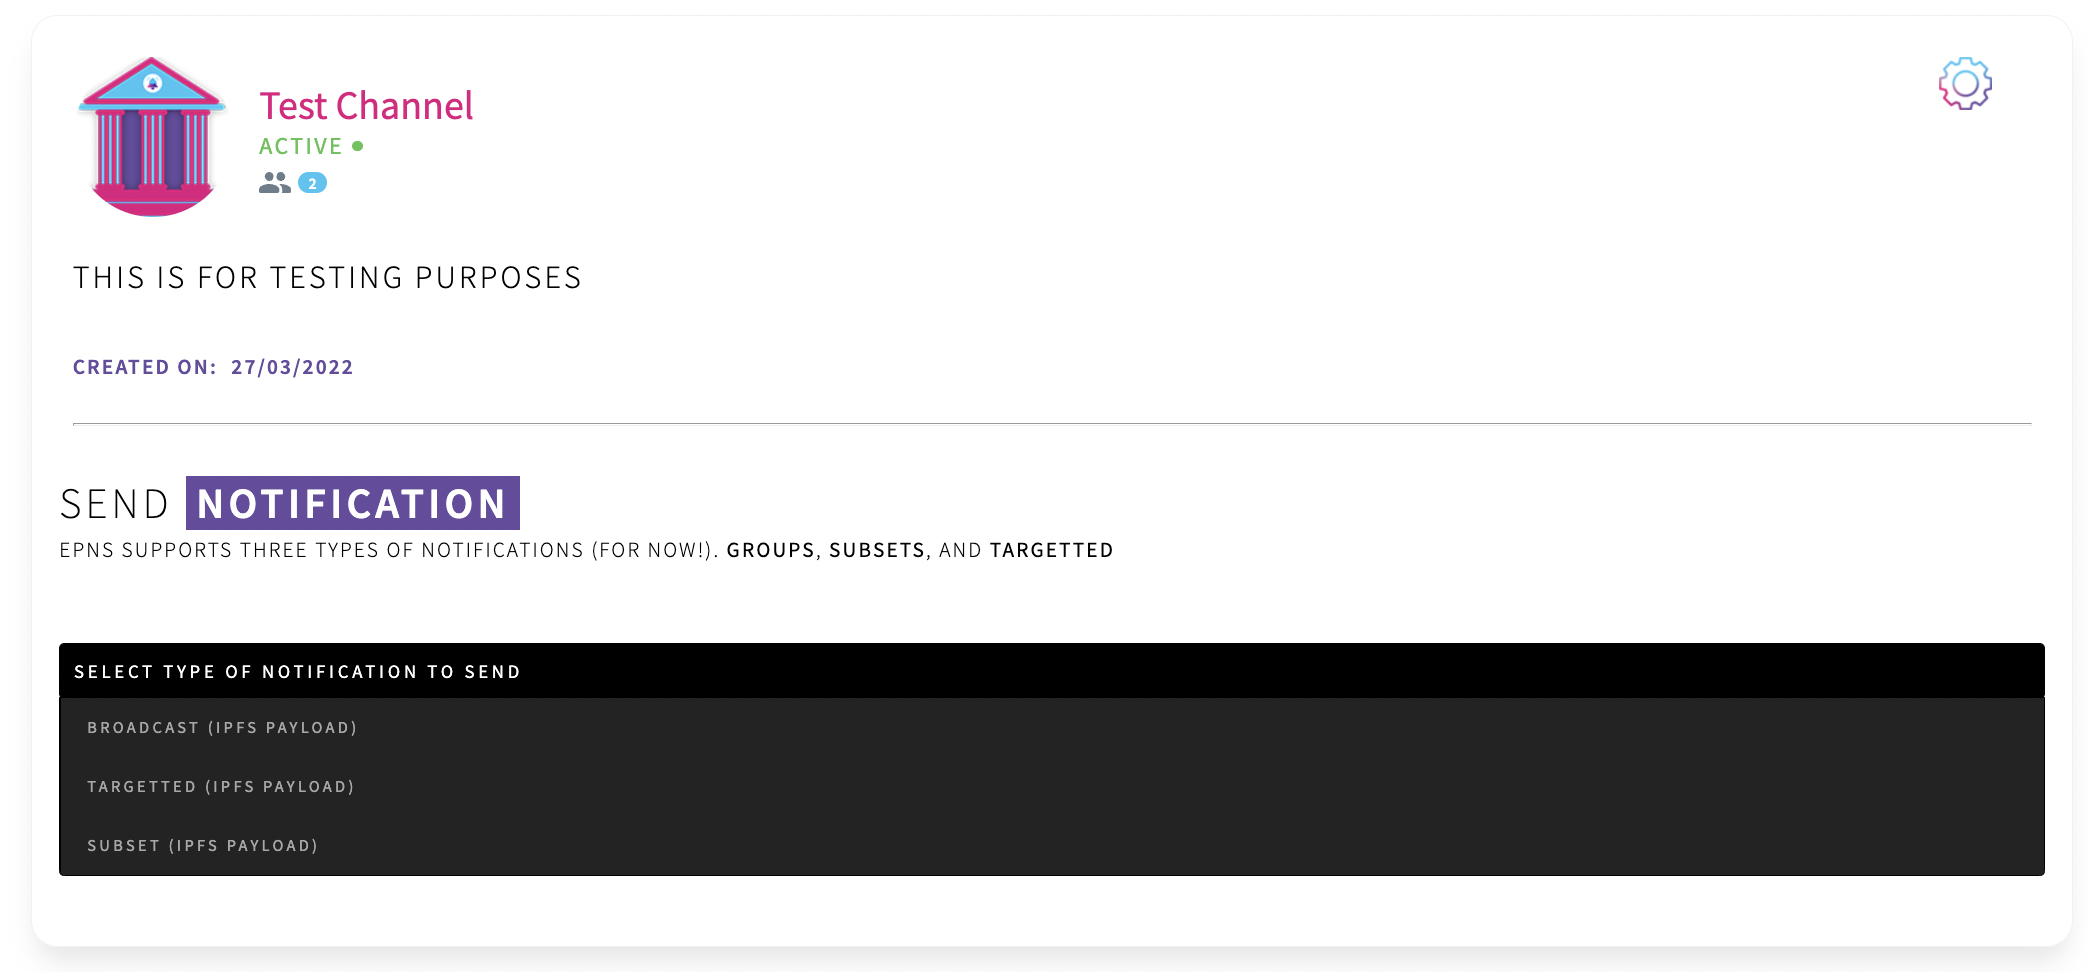 Test Channel
ACTIVE
2
THIS IS FOR TESTING PURPOSES
CREATED ON: 27/03/2022
SEND NOTIFICATION
EPNS SUPPORTS THREE TYPES OF NOTIFICATIONS (FOR NOW!). GROUPS, SUBSETS, AND TARGETTED
SELECT TYPE OF NOTIFICATION TO SEND
BROADCAST (IPFS PAYLOAD)
TARGETTED (IPFS PAYLOAD)
SUBSET (IPFS PAYLOAD)